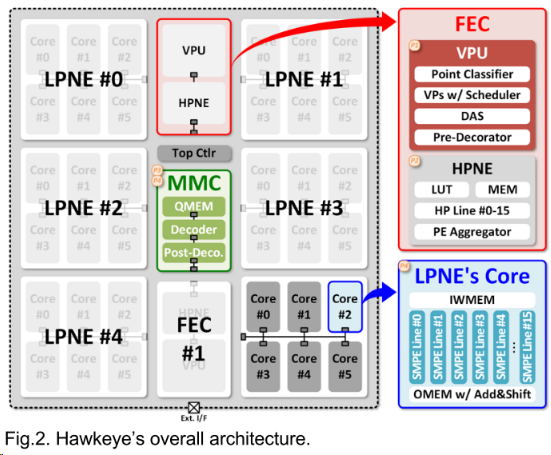 Core #0
Core #1
Core #2
LPNE #0
Core #3
Core #4
Core #5
VPU
HPNE
Core #0
Core #1
Core #2
LPNE #1
Core #3
Core #4
Core #5
Top Ctlr
Core #0
Core #1
Core #2
LPNE #2
Core #3
Core #4
Core #5
P3
P4
MMC
QMEM
Decoder
Post-Deco.
Core #0
Core #1
Core #2
LPNE #3
Core #3
Core #4
Core #5
Core #0
Core #1
Core #2
LPNE #4
Core #3
Core #4
Core #5
HPNE
FEC
#1
VPU
Core #0
Core #1
Core #2
Core #3
Core #4
Core #5
Ext. I/F
FEC
P1
VPU
Point Classifier
VPs w/ Scheduler
DAS
Pre-Decorator
P2
HPNE
LUT
MEM
HP Line #0-15
PE Aggregator
P4
LPNE's Core
IWMEM
SMPE Line #0
SMPE Line #1
SMPE Line #2
SMPE Line #3
SMPE Line #4
...
SMPE Line #15
OMEM w/ Add&Shift
Fig.2. Hawkeye's overall architecture.